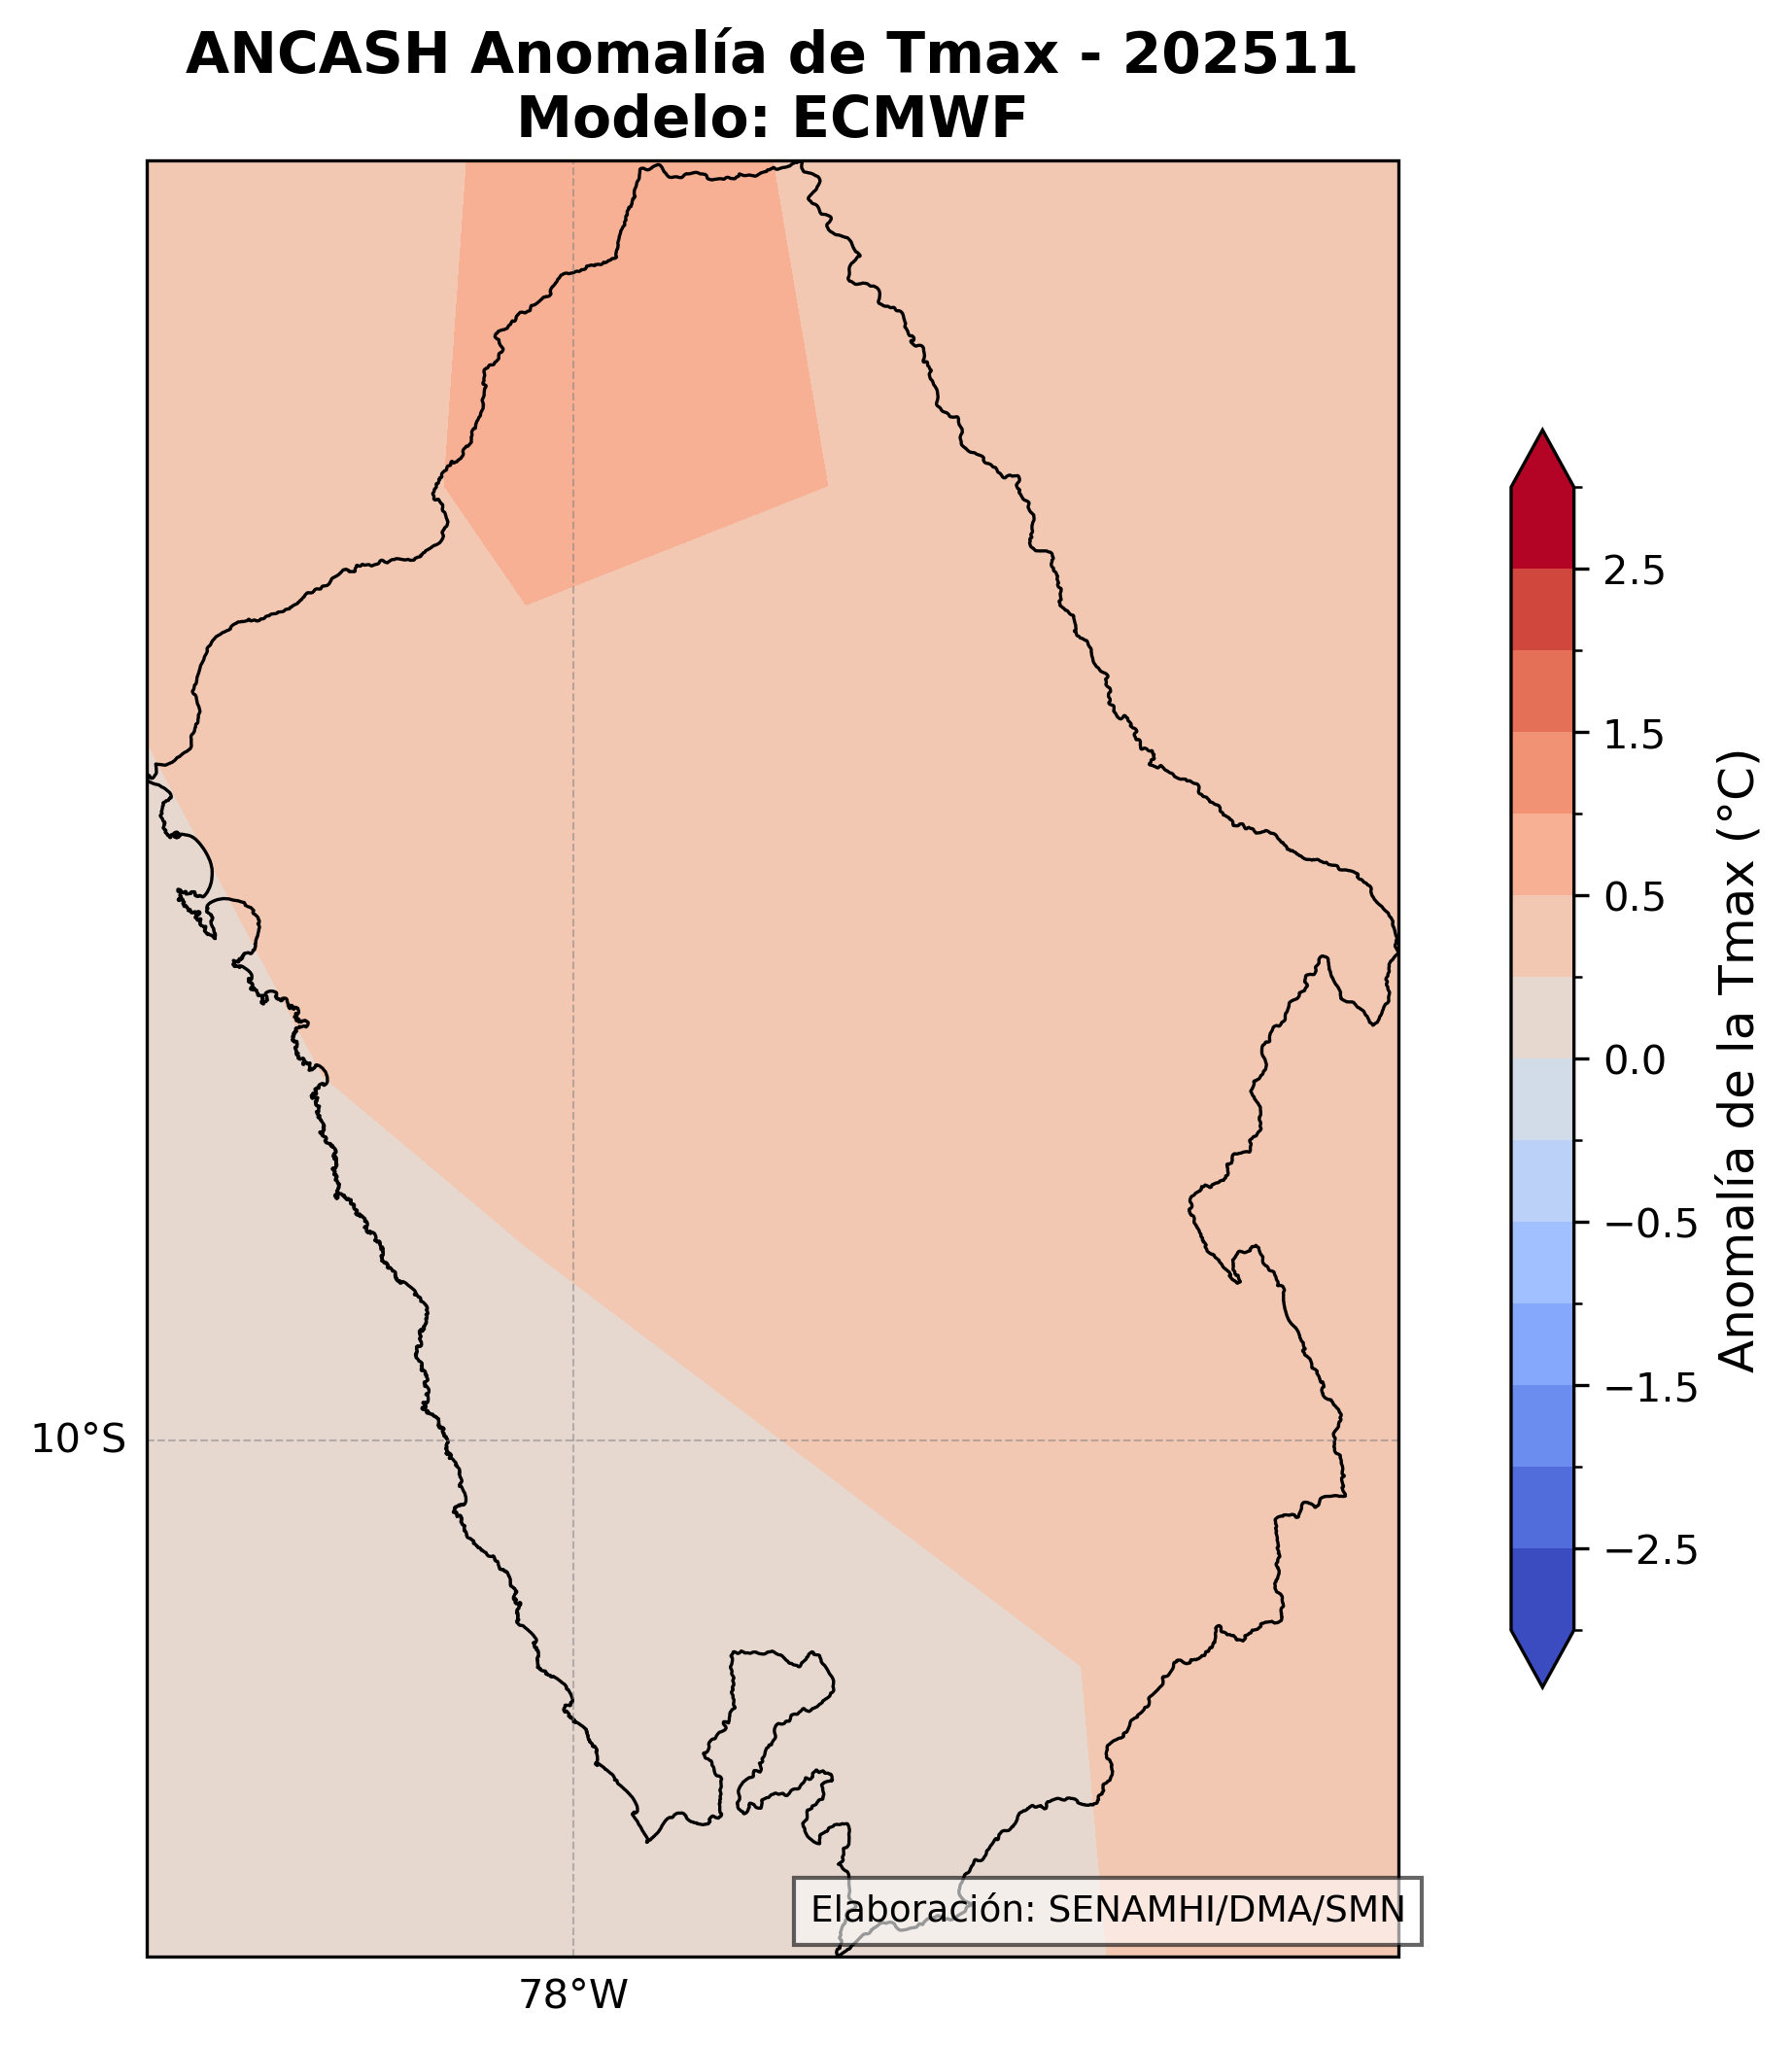 ANCASH Anomalía de Tmax - 202511
Modelo: ECMWF
2.5
1.5
0.5
0.0
−0.5
−1.5
−2.5
Anomalía de la Tmax (°C)
10°S
78°W
Elaboración: SENAMHI/DMA/SMN